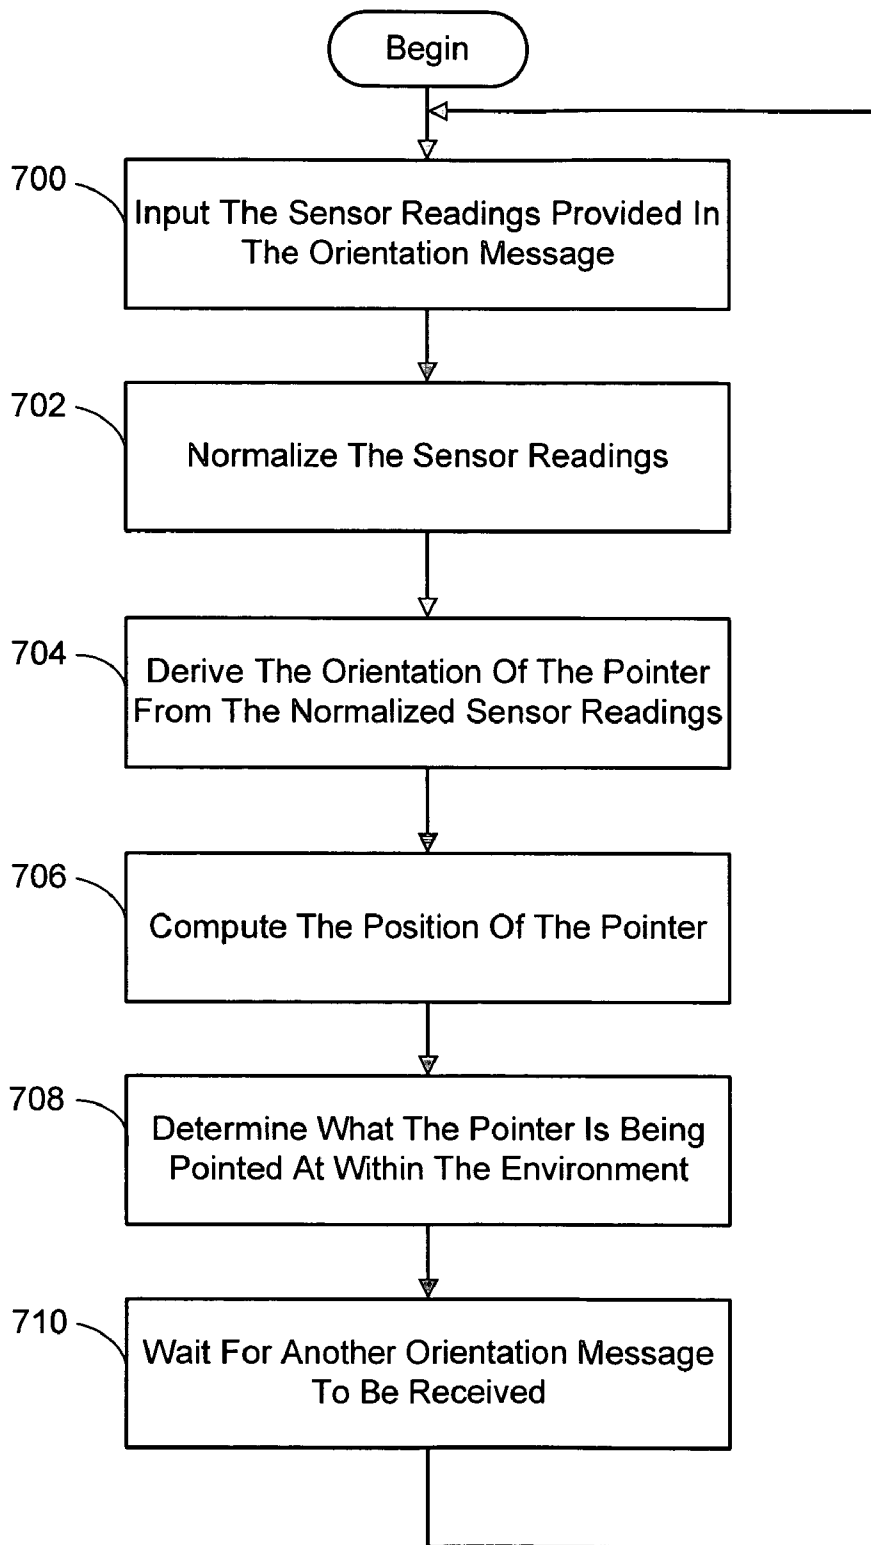 Begin
700
Input The Sensor Readings Provided In
The Orientation Message
702
Normalize The Sensor Readings
704
Derive The Orientation Of The Pointer
From The Normalized Sensor Readings
706
Compute The Position Of The Pointer
708
Determine What The Pointer Is Being
Pointed At Within The Environment
710
Wait For Another Orientation Message
To Be Received